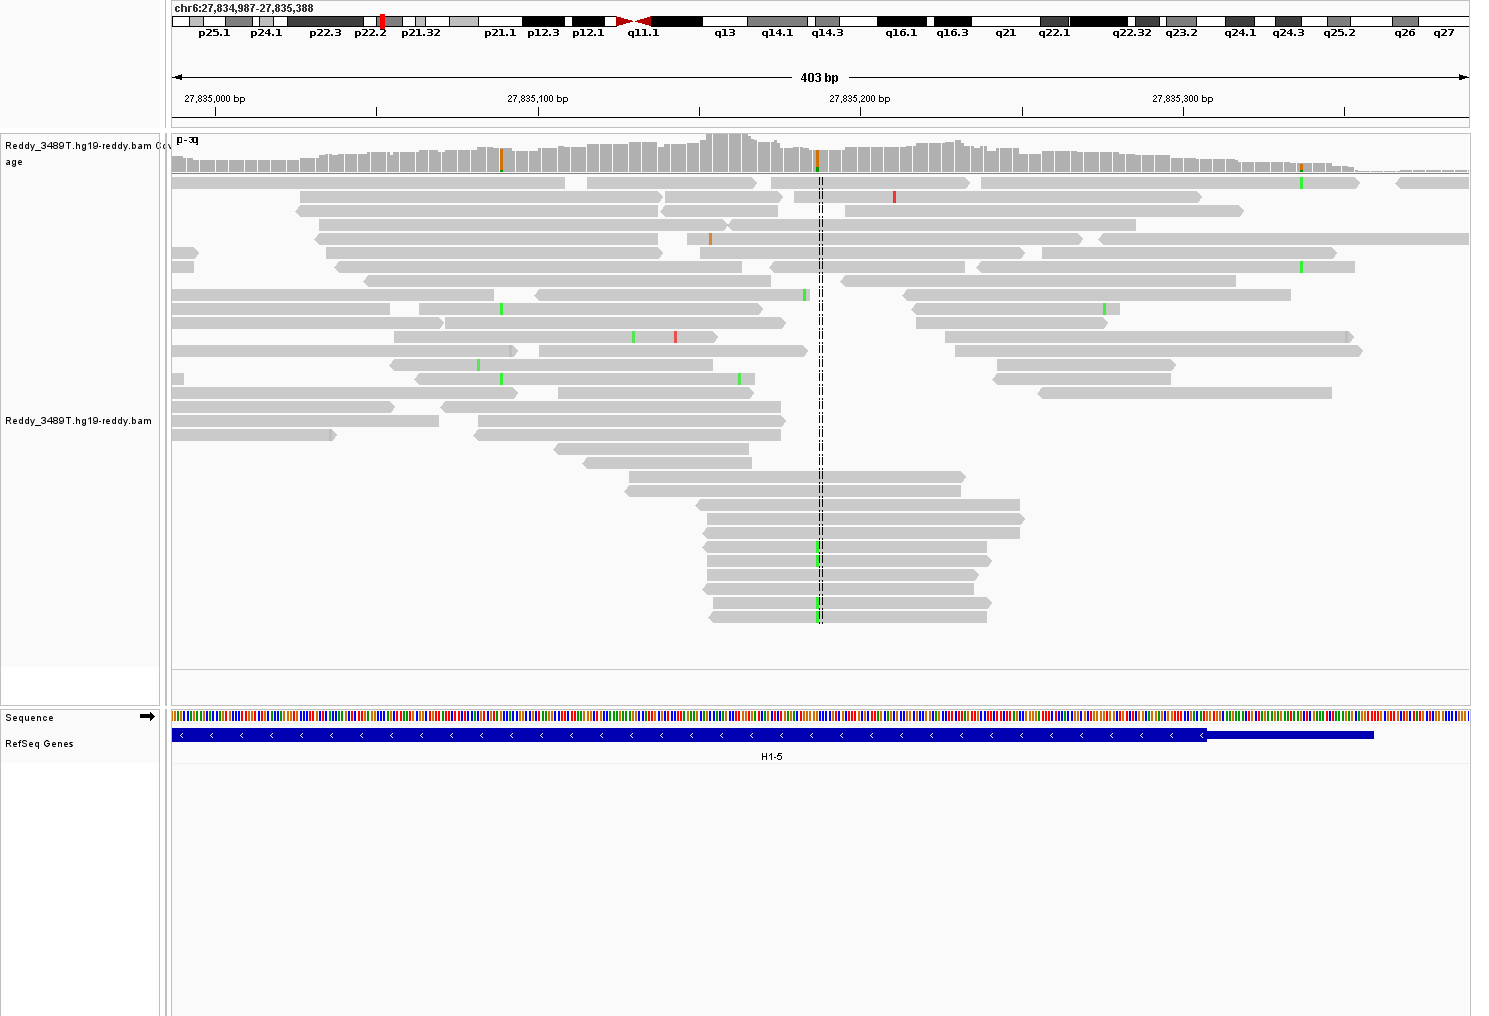 chr6:27,834,987-27,835,388
p25.1 p24.1 p22.3 p22.2 p21.32 p21.1 p12.3 p12.1 q11.1 q13 q14.1 q14.3 q16.1 q16.3 q21 q22.1 q22.32 q23.2 q24.1 q24.3 q25.2 q26 q27
403 bp
27,835,000 bp 27,835,100 bp 27,835,200 bp 27,835,300 bp
Reddy_3489T.hg19-reddy.bam Cov
age
[0 - 30]
Reddy_3489T.hg19-reddy.bam
Sequence
RefSeq Genes
H1-5